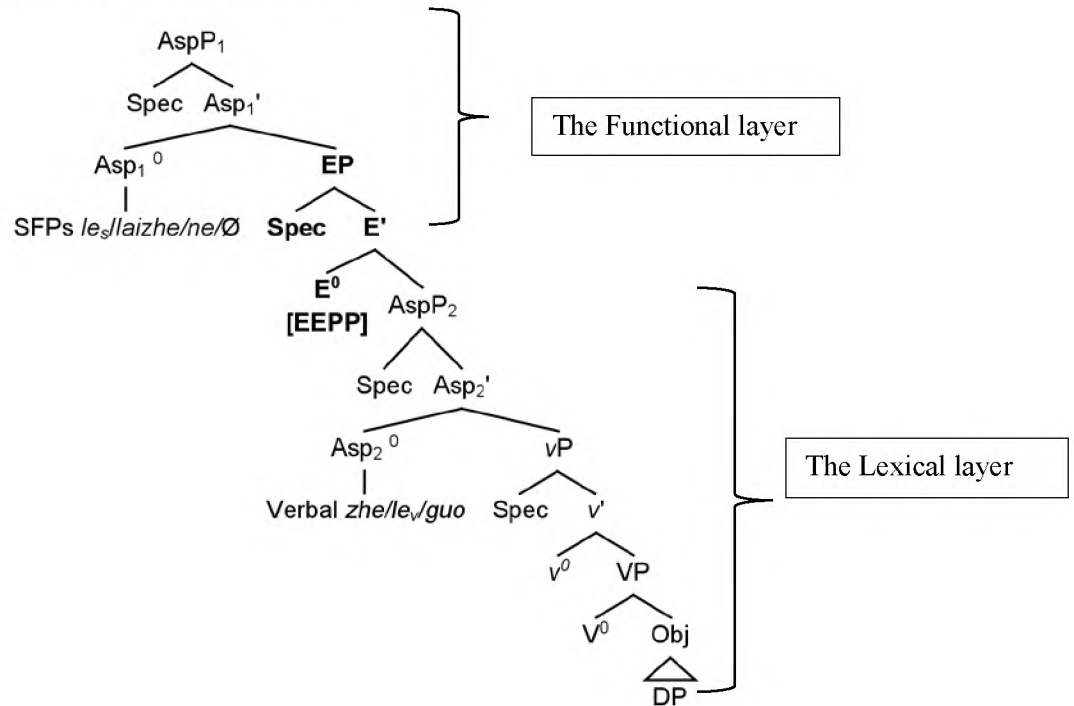 AspP₁
Spec Asp₁'
The Functional layer
Asp₁ ⁰ EP
SFPs leₛ/laizhe/ne/Ø Spec E'
E⁰ AspP₂
[EEPP]
Spec Asp₂'
Asp₂ ⁰ vP
The Lexical layer
Verbal zhe/leᵥ/guo Spec v'
v⁰ VP
V⁰ Obj
DP